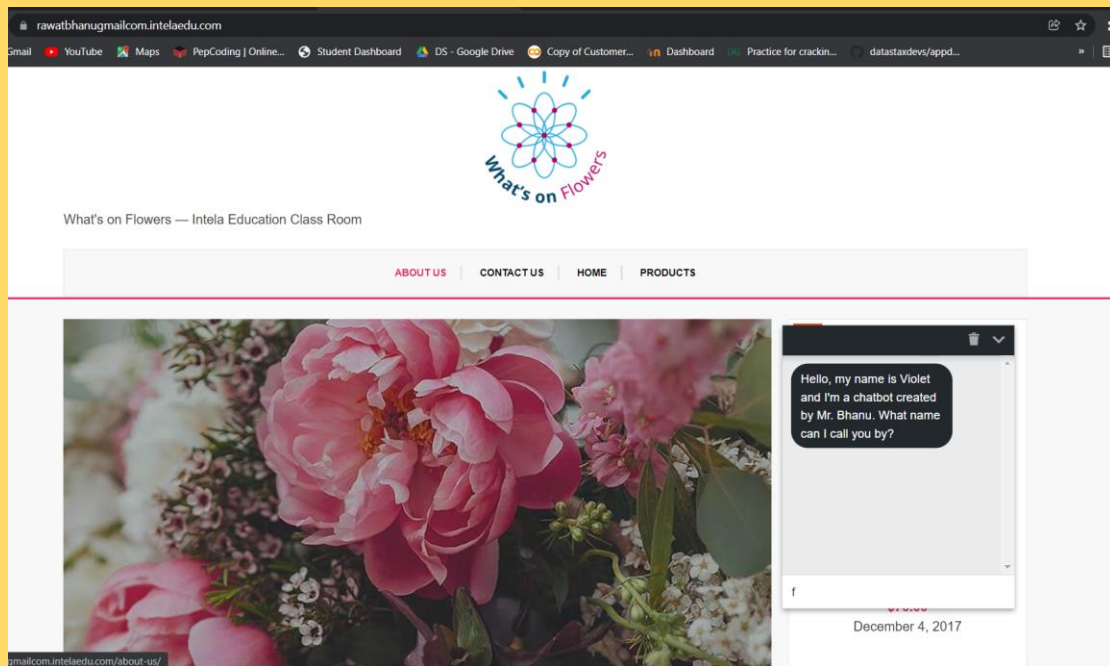 rawatbhanugmailcom.intelaedu.com
Gmail YouTube Maps PepCoding | Online... Student Dashboard DS - Google Drive Copy of Customer... Dashboard Practice for crackin... datastaxdevs/appd... »
What's on Flowers
What's on Flowers — Intela Education Class Room
ABOUT US CONTACT US HOME PRODUCTS
Hello, my name is Violet
and I'm a chatbot created
by Mr. Bhanu. What name
can I call you by?
f
December 4, 2017
gmailcom.intelaedu.com/about-us/